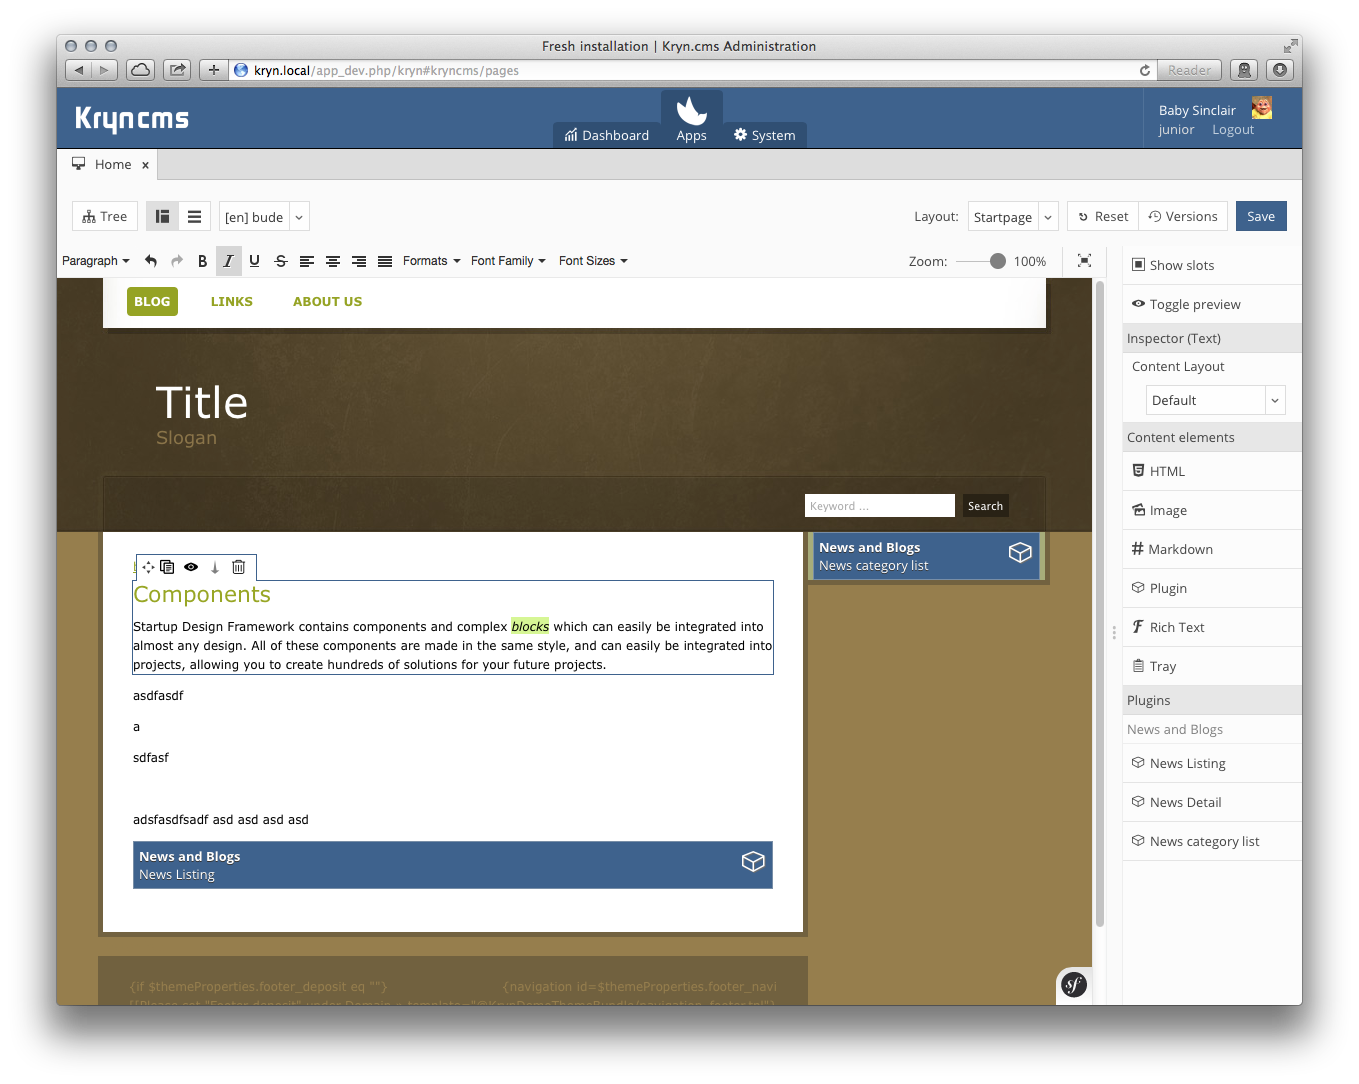 Fresh installation | Kryn.cms Administration
kryn.local/app_dev.php/kryn#kryncms/pages
Reader
Kryncms
Dashboard
Apps
System
Baby Sinclair
junior Logout
Home x
Tree
[en] bude
Layout: Startpage
Reset
Versions
Save
Paragraph
B I U S
Formats
Font Family
Font Sizes
Zoom: 100%
BLOG LINKS ABOUT US
Title
Slogan
Keyword ...
Search
News and Blogs
News category list
Components
Startup Design Framework contains components and complex blocks which can easily be integrated into
almost any design. All of these components are made in the same style, and can easily be integrated into
projects, allowing you to create hundreds of solutions for your future projects.
asdfasdf
a
sdfasf
adsfasdfsadf asd asd asd asd
News and Blogs
News Listing
{if $themeProperties.footer_deposit eq ""} {navigation id=$themeProperties.footer_navi
Show slots
Toggle preview
Inspector (Text)
Content Layout
Default
Content elements
HTML
Image
Markdown
Plugin
Rich Text
Tray
Plugins
News and Blogs
News Listing
News Detail
News category list
sf